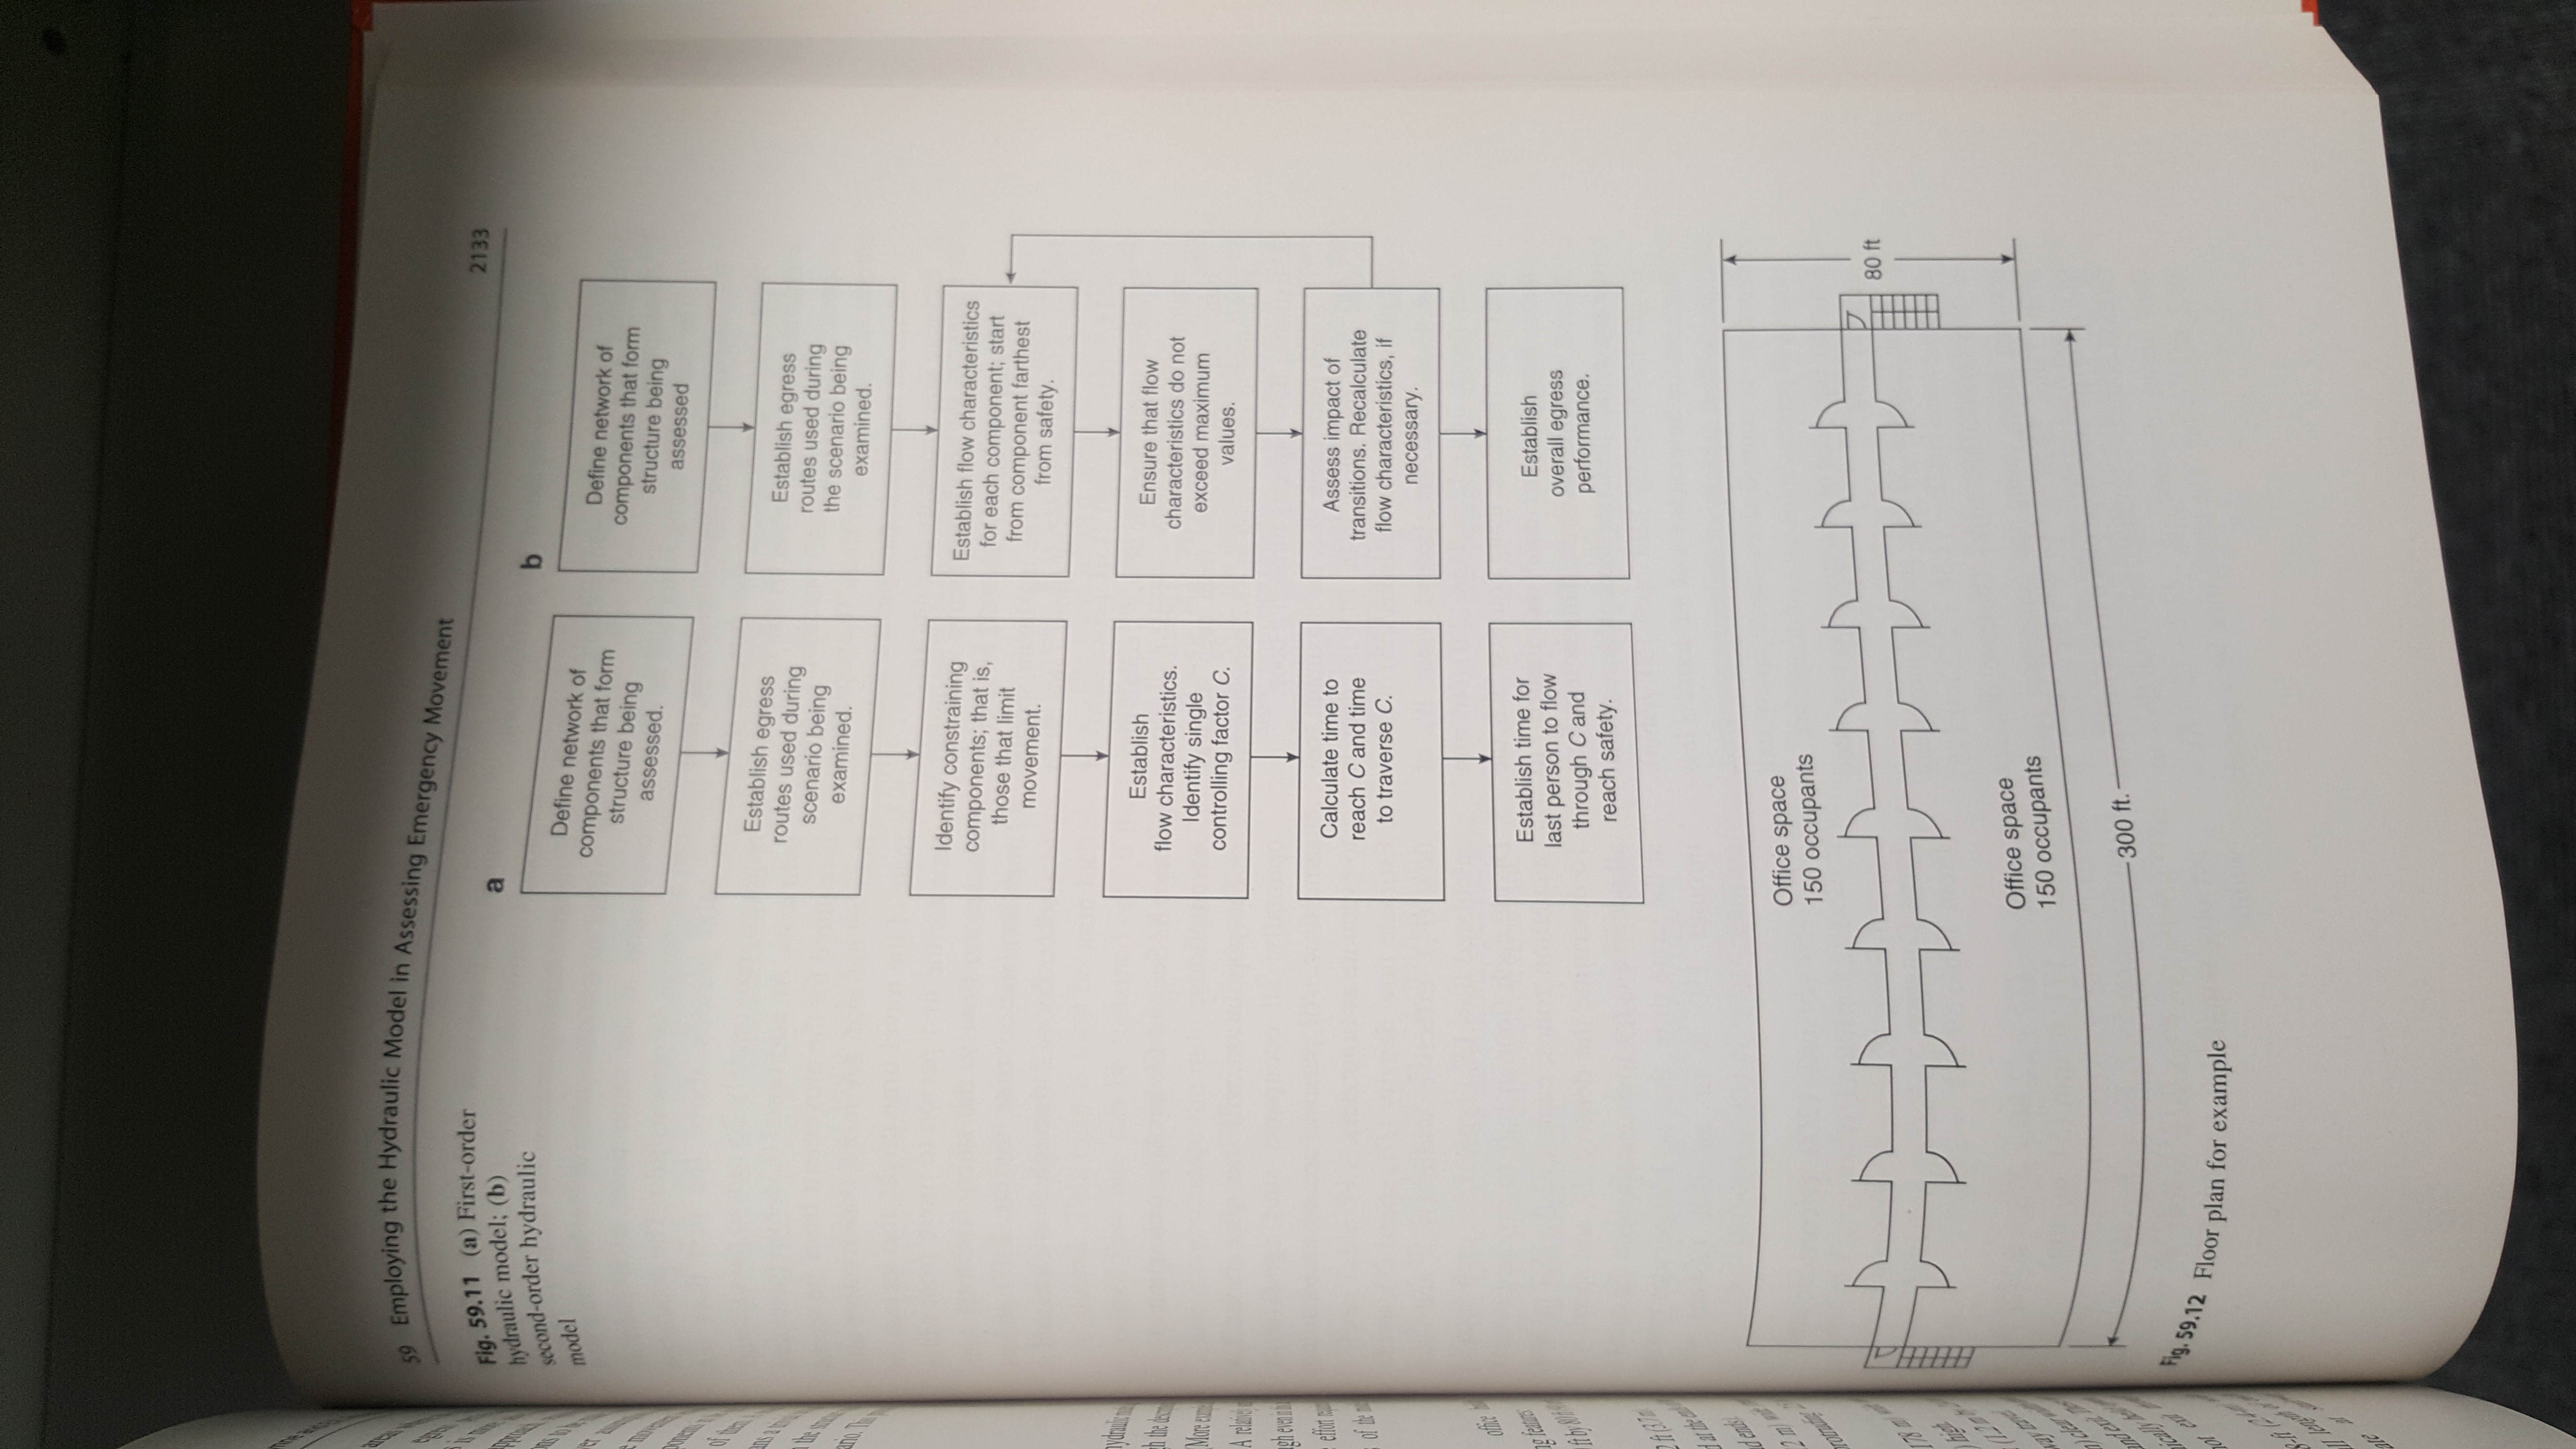 59 Employing the Hydraulic Model in Assessing Emergency Movement
2133
Fig. 59.11 (a) First-order
hydraulic model; (b)
second-order hydraulic
model
a
Define network of
components that form
structure being
assessed.
Establish egress
routes used during
scenario being
examined.
Identify constraining
components; that is,
those that limit
movement.
Establish
flow characteristics.
Identify single
controlling factor C.
Calculate time to
reach C and time
to traverse C.
Establish time for
last person to flow
through C and
reach safety.
b
Define network of
components that form
structure being
assessed
Establish egress
routes used during
the scenario being
examined.
Establish flow characteristics
for each component; start
from component farthest
from safety.
Ensure that flow
characteristics do not
exceed maximum
values.
Assess impact of
transitions. Recalculate
flow characteristics, if
necessary.
Establish
overall egress
performance.
Office space
150 occupants
80 ft
Office space
150 occupants
300 ft.
Fig. 59.12 Floor plan for example